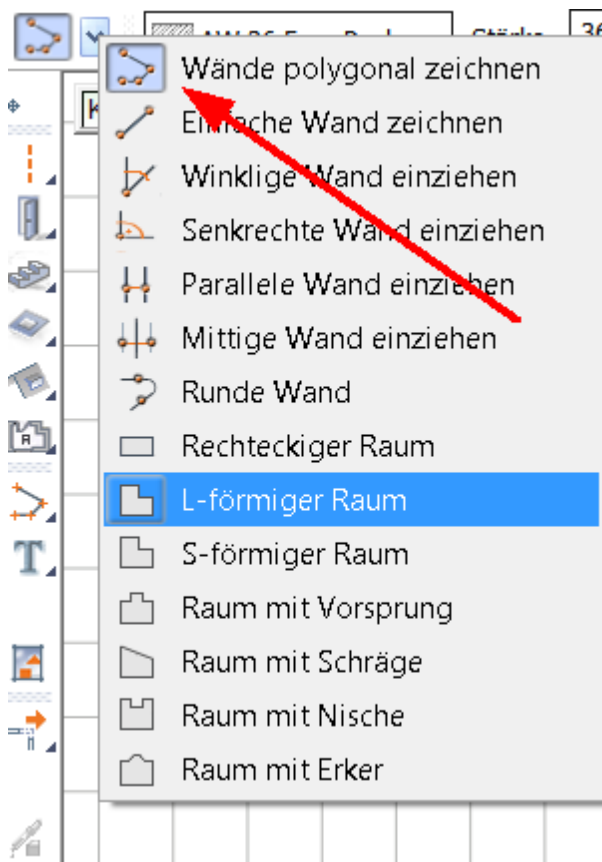 Stärke
36
K
Wände polygonal zeichnen
Einfache Wand zeichnen
Winklige Wand einziehen
Senkrechte Wand einziehen
Parallele Wand einziehen
Mittige Wand einziehen
Runde Wand
Rechteckiger Raum
L-förmiger Raum
S-förmiger Raum
Raum mit Vorsprung
Raum mit Schräge
Raum mit Nische
Raum mit Erker
R
T